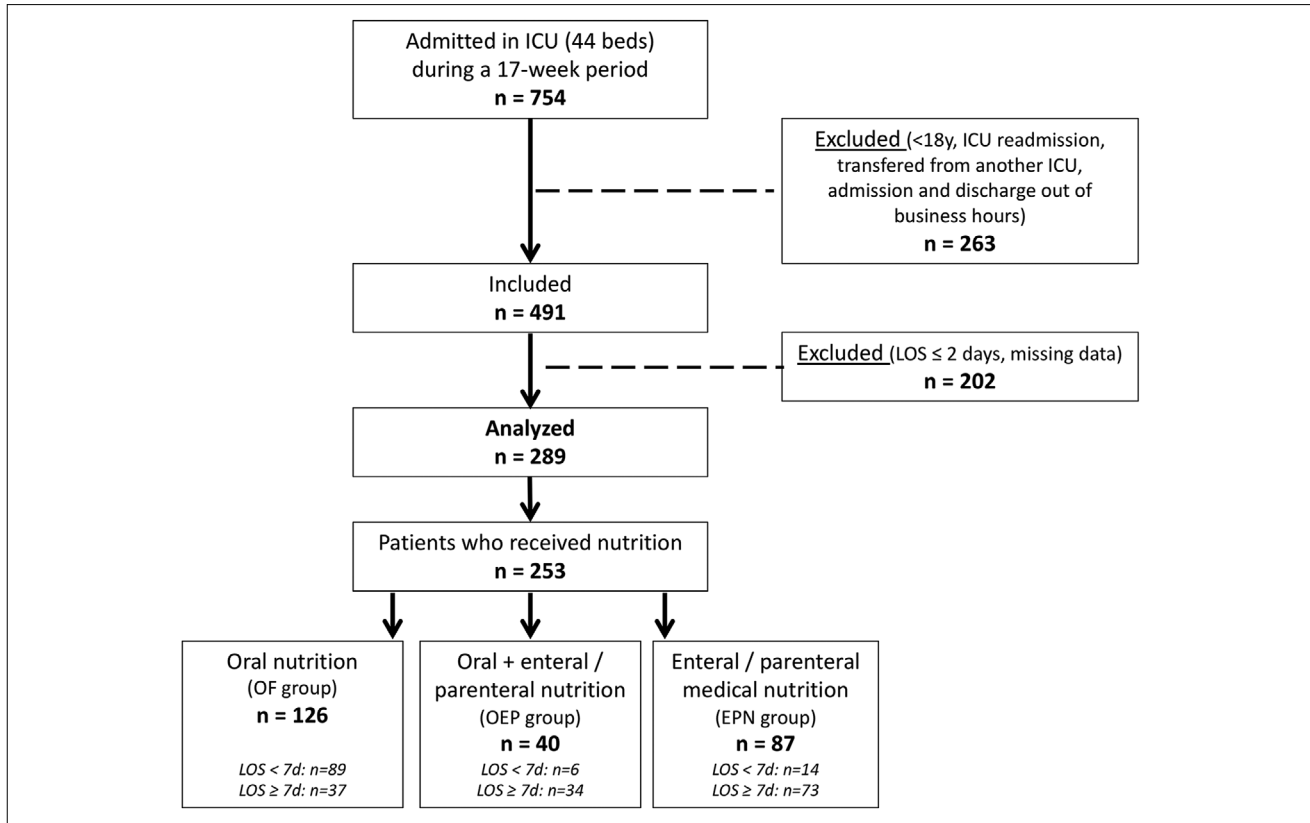 Admitted in ICU (44 beds)
during a 17-week period
n = 754
Excluded (<18y, ICU readmission,
transfered from another ICU,
admission and discharge out of
business hours)
n = 263
Included
n = 491
Excluded (LOS ≤ 2 days, missing data)
n = 202
Analyzed
n = 289
Patients who received nutrition
n = 253
Oral nutrition
(OF group)
n = 126
LOS < 7d: n=89
LOS ≥ 7d: n=37
Oral + enteral /
parenteral nutrition
(OEP group)
n = 40
LOS < 7d: n=6
LOS ≥ 7d: n=34
Enteral / parenteral
medical nutrition
(EPN group)
n = 87
LOS < 7d: n=14
LOS ≥ 7d: n=73